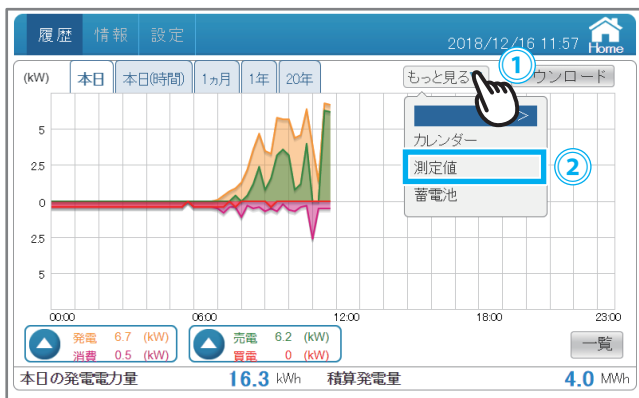 履歴 情報 設定 2018/12/16 11:57 Home
(kW) 本日 本日(時間) 1ヵ月 1年 20年 もっと見る ① ウンロード
>
カレンダー
測定値 ②
蓄電池
5
2.5
0
2.5
5
00:00 06:00 12:00 18:00 23:00
発電 6.7 (kW) 売電 6.2 (kW)
消費 0.5 (kW) 買電 0 (kW) 一覧
本日の発電電力量 16.3 kWh 積算発電量 4.0 MWh